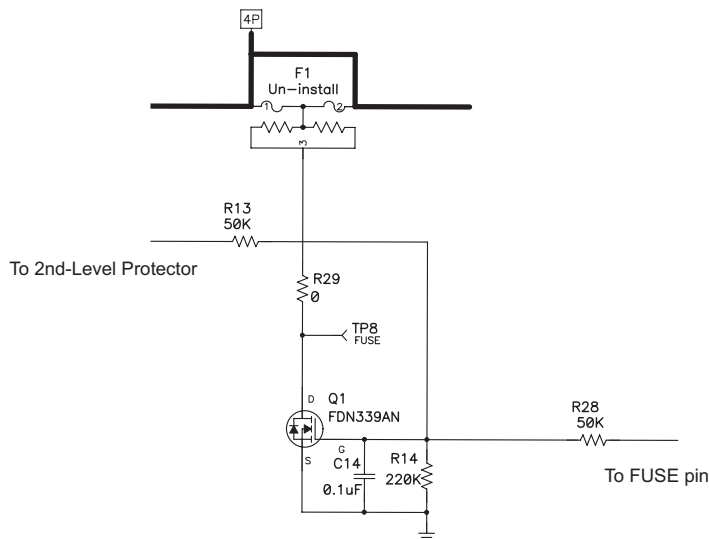 4P
F1
Un-install
1
2
3
R13
50K
To 2nd-Level Protector
R29
0
TP8
FUSE
D
Q1
FDN339AN
G
S
C14
0.1uF
R14
220K
R28
50K
To FUSE pin